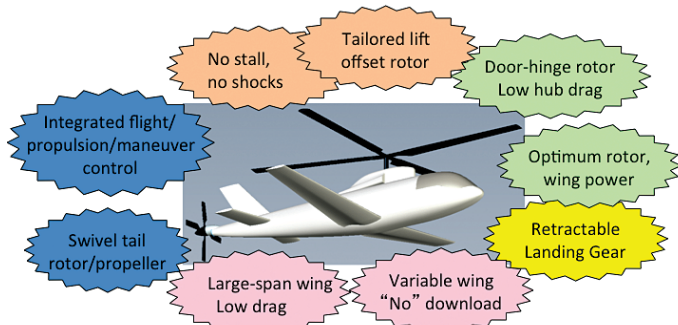 No stall,
no shocks
Tailored lift
offset rotor
Door-hinge rotor
Low hub drag
Integrated flight/
propulsion/maneuver
control
Optimum rotor,
wing power
Swivel tail
rotor/propeller
Retractable
Landing Gear
Large-span wing
Low drag
Variable wing
“No” download